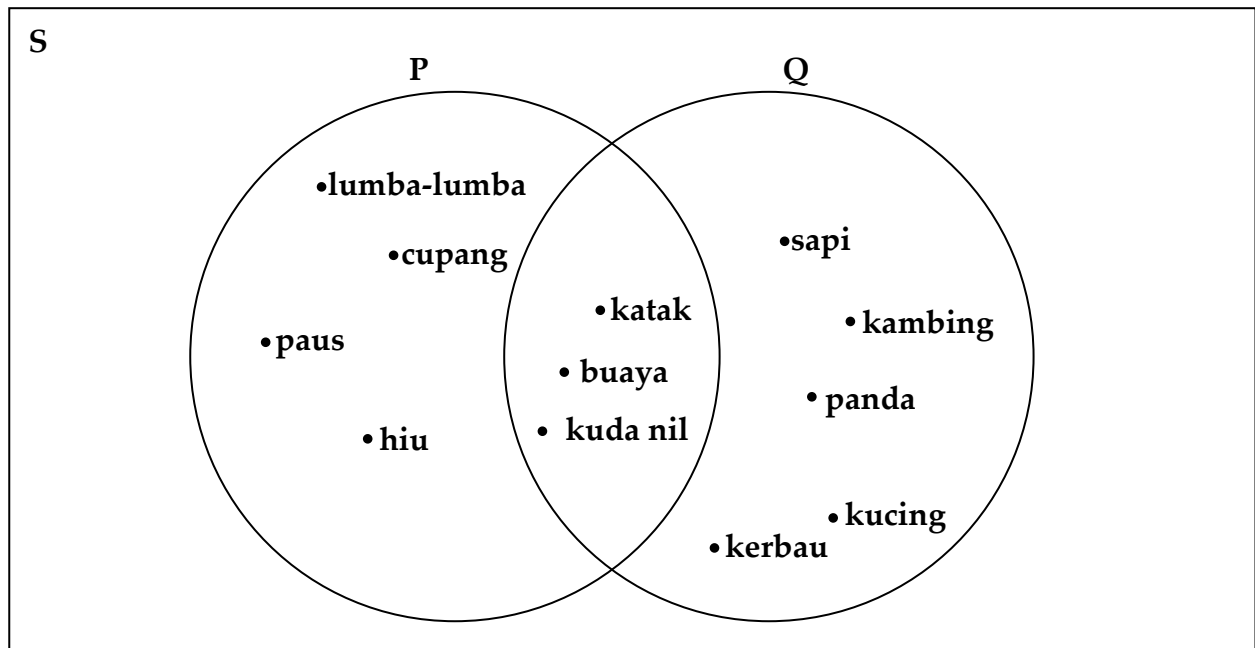 S
P
Q
lumba-lumba
cupang
paus
hiu
katak
buaya
kuda nil
sapi
kambing
panda
kucing
kerbau